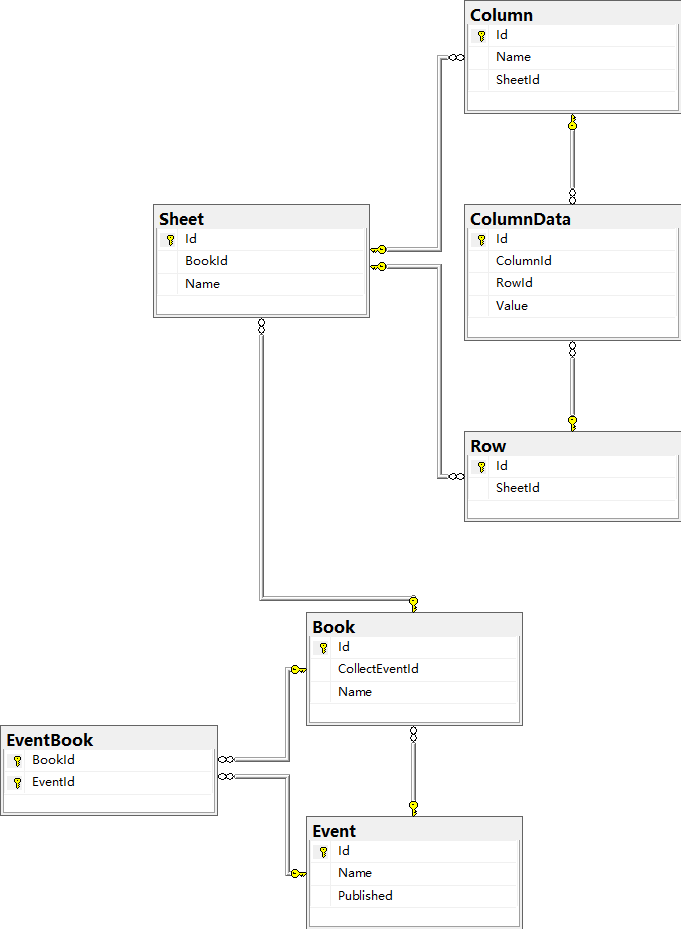 Column
Id
Name
SheetId
Sheet
Id
BookId
Name
ColumnData
Id
ColumnId
RowId
Value
Row
Id
SheetId
Book
Id
CollectEventId
Name
EventBook
BookId
EventId
Event
Id
Name
Published